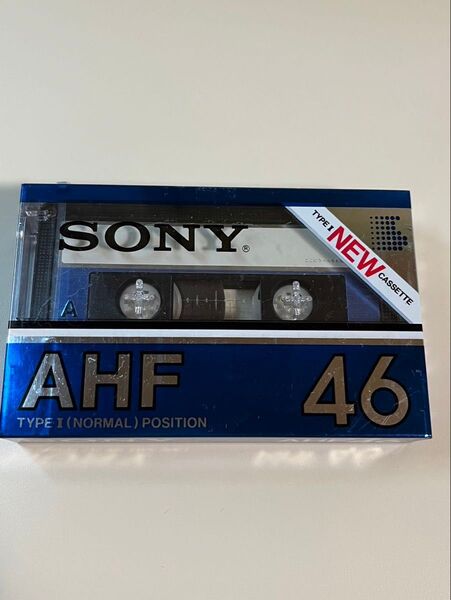 SONY®
TYPE I NEW CASSETTE
A
AHF 46
TYPE I (NORMAL) POSITION